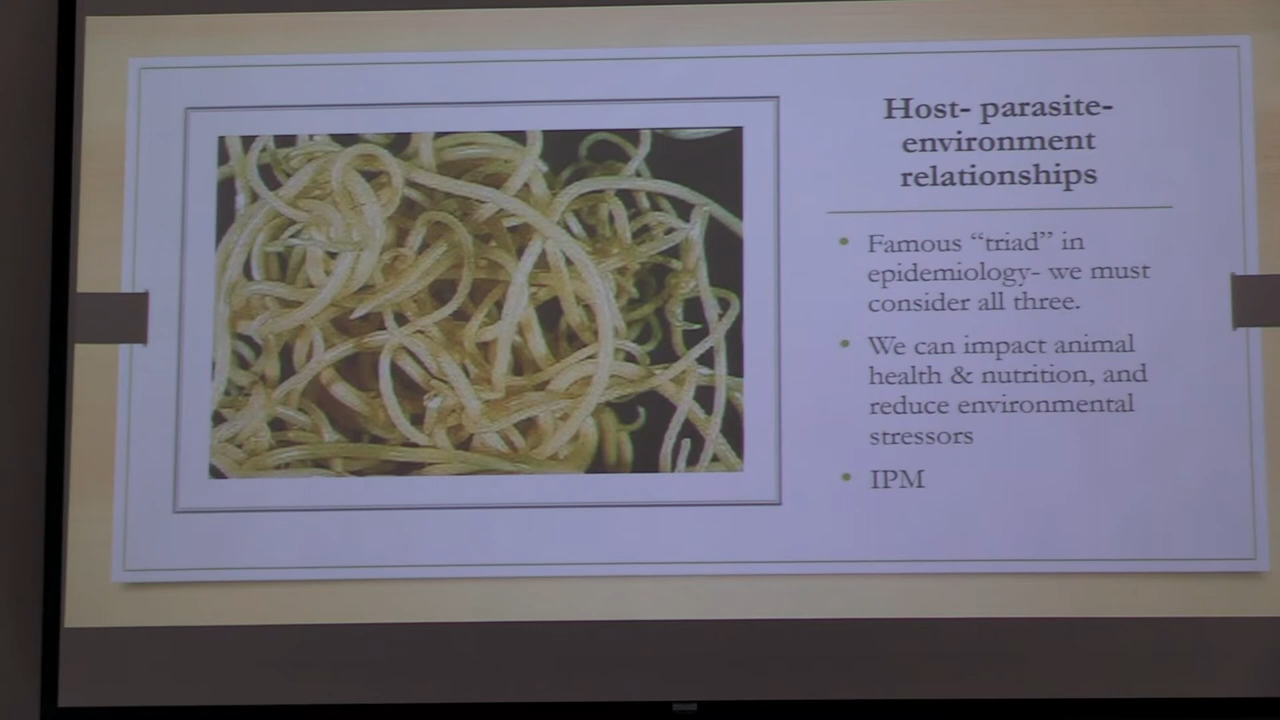 Host- parasite-
environment
relationships
• Famous “triad” in
epidemiology- we must
consider all three.
• We can impact animal
health & nutrition, and
reduce environmental
stressors
• IPM